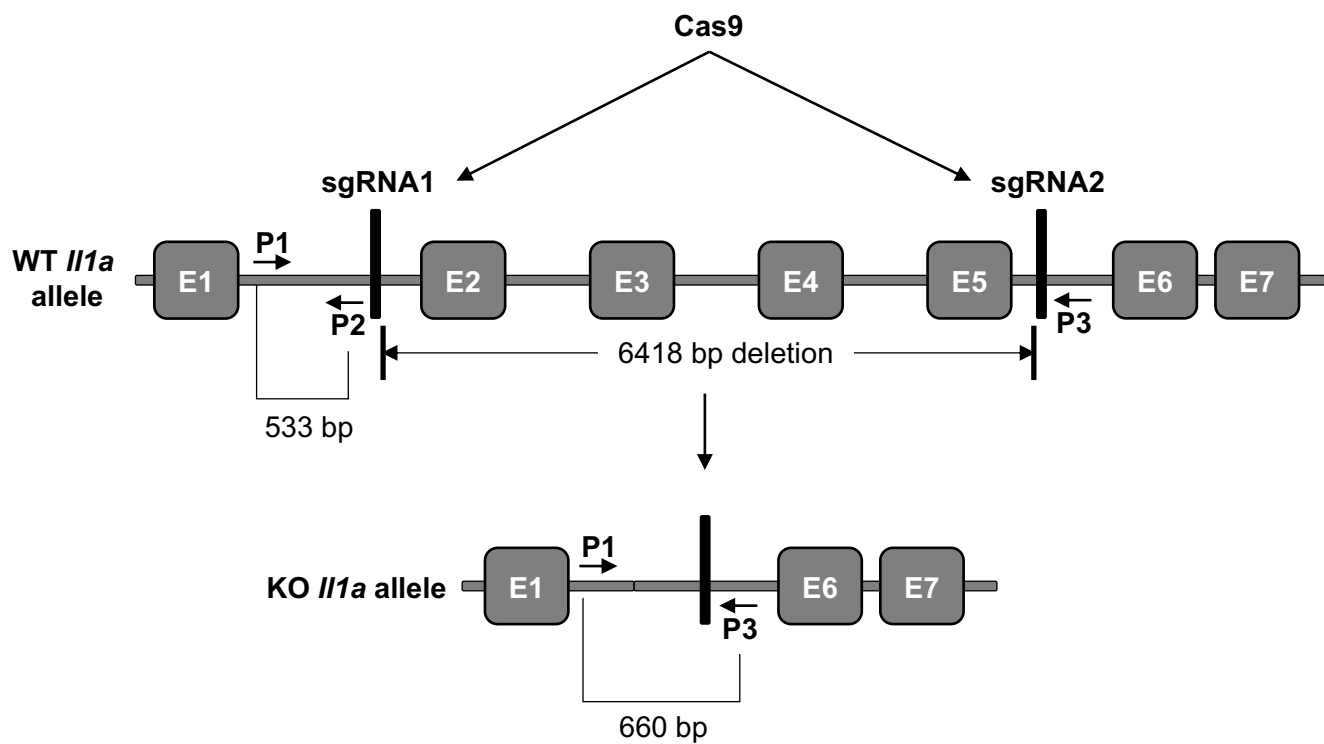 Cas9
sgRNA1
sgRNA2
WT Il1a
allele
E1
P1
P2
E2
E3
E4
E5
P3
E6
E7
6418 bp deletion
533 bp
KO Il1a allele
E1
P1
P3
E6
E7
660 bp